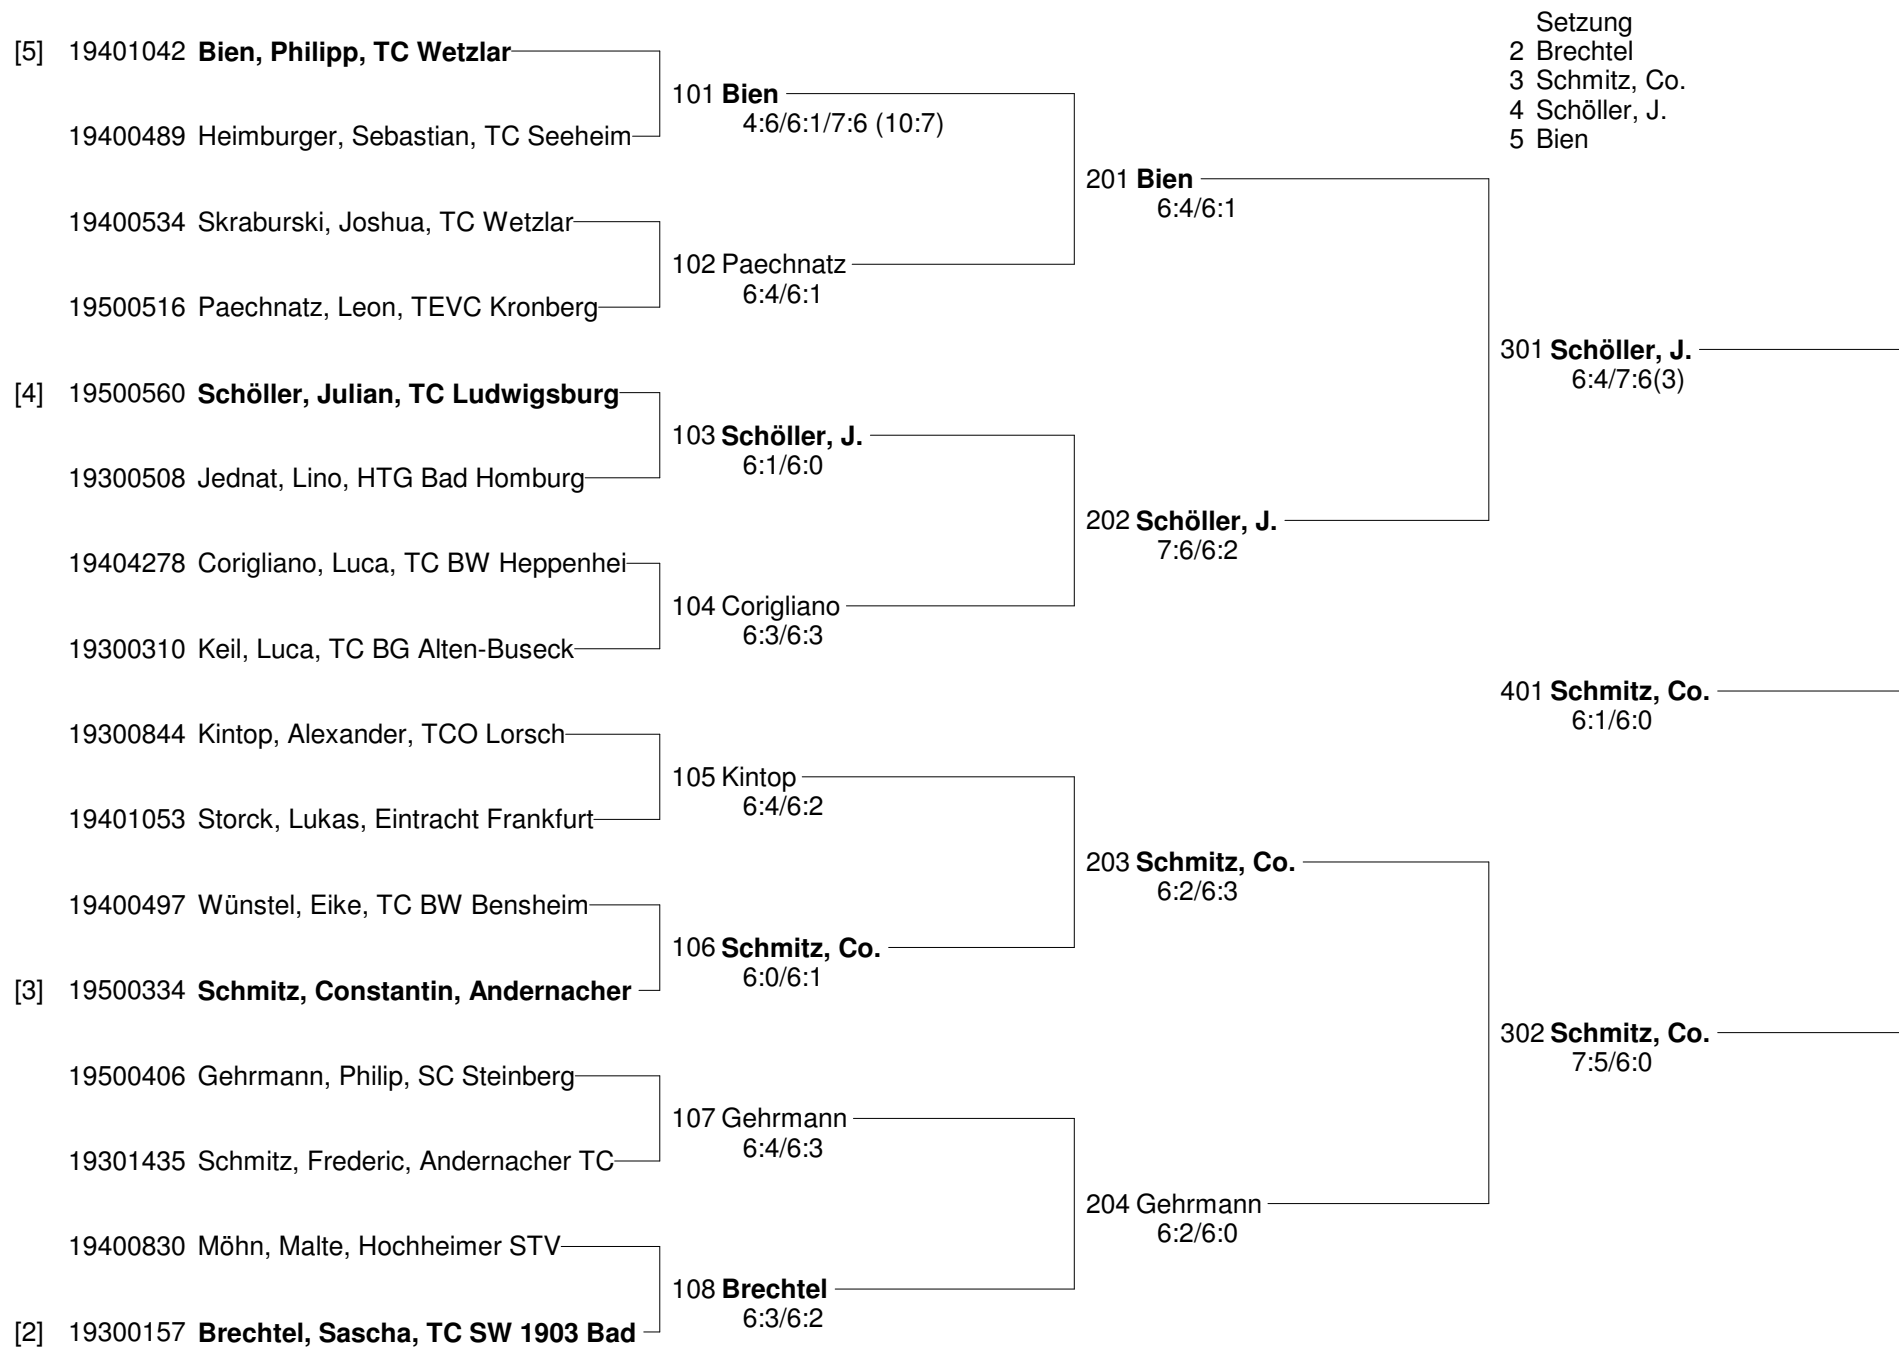 Setzung
2 Brechtel
3 Schmitz, Co.
4 Schöller, J.
5 Bien
[5] 19401042 Bien, Philipp, TC Wetzlar
101 Bien
4:6/6:1/7:6 (10:7)
19400489 Heimburger, Sebastian, TC Seeheim
201 Bien
6:4/6:1
19400534 Skraburski, Joshua, TC Wetzlar
102 Paechnatz
6:4/6:1
19500516 Paechnatz, Leon, TEVC Kronberg
301 Schöller, J.
6:4/7:6(3)
[4] 19500560 Schöller, Julian, TC Ludwigsburg
103 Schöller, J.
6:1/6:0
19300508 Jednat, Lino, HTG Bad Homburg
202 Schöller, J.
7:6/6:2
19404278 Corigliano, Luca, TC BW Heppenhei
104 Corigliano
6:3/6:3
19300310 Keil, Luca, TC BG Alten-Buseck
401 Schmitz, Co.
6:1/6:0
19300844 Kintop, Alexander, TCO Lorsch
105 Kintop
6:4/6:2
19401053 Storck, Lukas, Eintracht Frankfurt
203 Schmitz, Co.
6:2/6:3
19400497 Wünstel, Eike, TC BW Bensheim
106 Schmitz, Co.
6:0/6:1
[3] 19500334 Schmitz, Constantin, Andernacher
302 Schmitz, Co.
7:5/6:0
19500406 Gehrmann, Philip, SC Steinberg
107 Gehrmann
6:4/6:3
19301435 Schmitz, Frederic, Andernacher TC
204 Gehrmann
6:2/6:0
19400830 Möhn, Malte, Hochheimer STV
108 Brechtel
6:3/6:2
[2] 19300157 Brechtel, Sascha, TC SW 1903 Bad